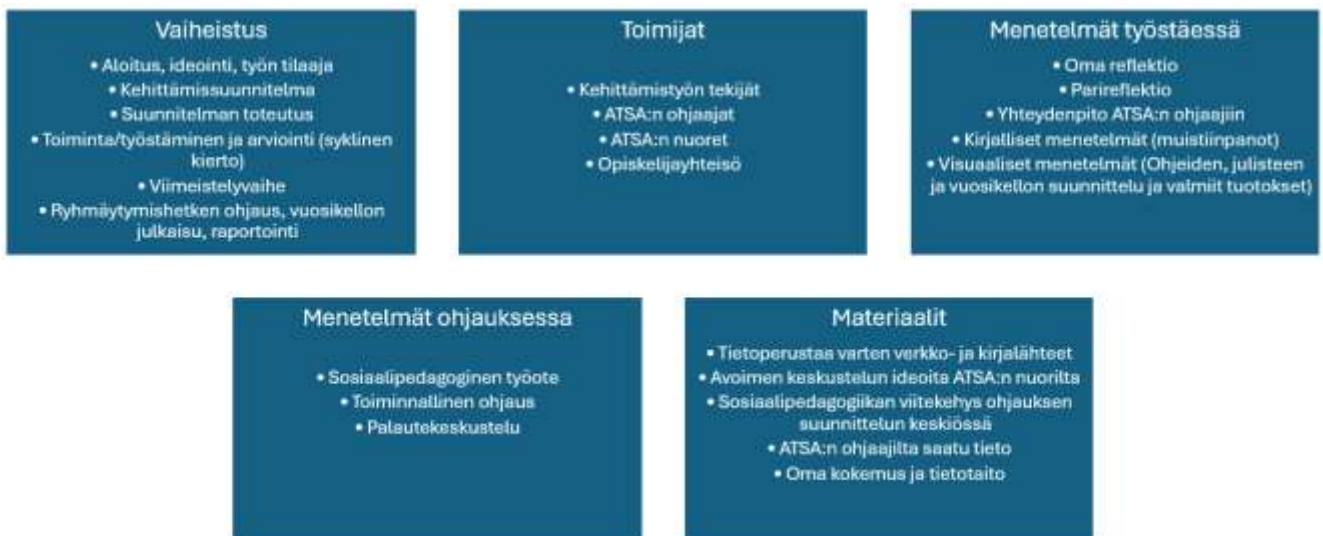 Vaiheistus
• Aloitus, ideointi, työn tilaaja
• Kehittämissuunnitelma
• Suunnitelman toteutus
• Toiminta/työstäminen ja arviointi (syklinen
kierto)
• Viimeistelyvaihe
• Ryhmäytymishetken ohjaus, vuosikellon
julkaisu, raportointi
Toimijat
• Kehittämistyön tekijät
• ATSA:n ohjaajat
• ATSA:n nuoret
• Opiskelijayhteisö
Menetelmät työstäessä
• Oma reflektio
• Parireflektio
• Yhteydenpito ATSA:n ohjaajiin
• Kirjalliset menetelmät (muistiinpanot)
• Visuaaliset menetelmät (Ohjeiden, julisteen
ja vuosikellon suunnittelu ja valmiit tuotokset)
Menetelmät ohjauksessa
• Sosiaalipedagoginen työote
• Toiminnallinen ohjaus
• Palautekeskustelu
Materiaalit
• Tietoperustaa varten verkko- ja kirjalähteet
• Avoimen keskustelun ideoita ATSA:n nuorilta
• Sosiaalipedagogiikan viitekehys ohjauksen
suunnittelun keskiössä
• ATSA:n ohjaajilta saatu tieto
• Oma kokemus ja tietotaito